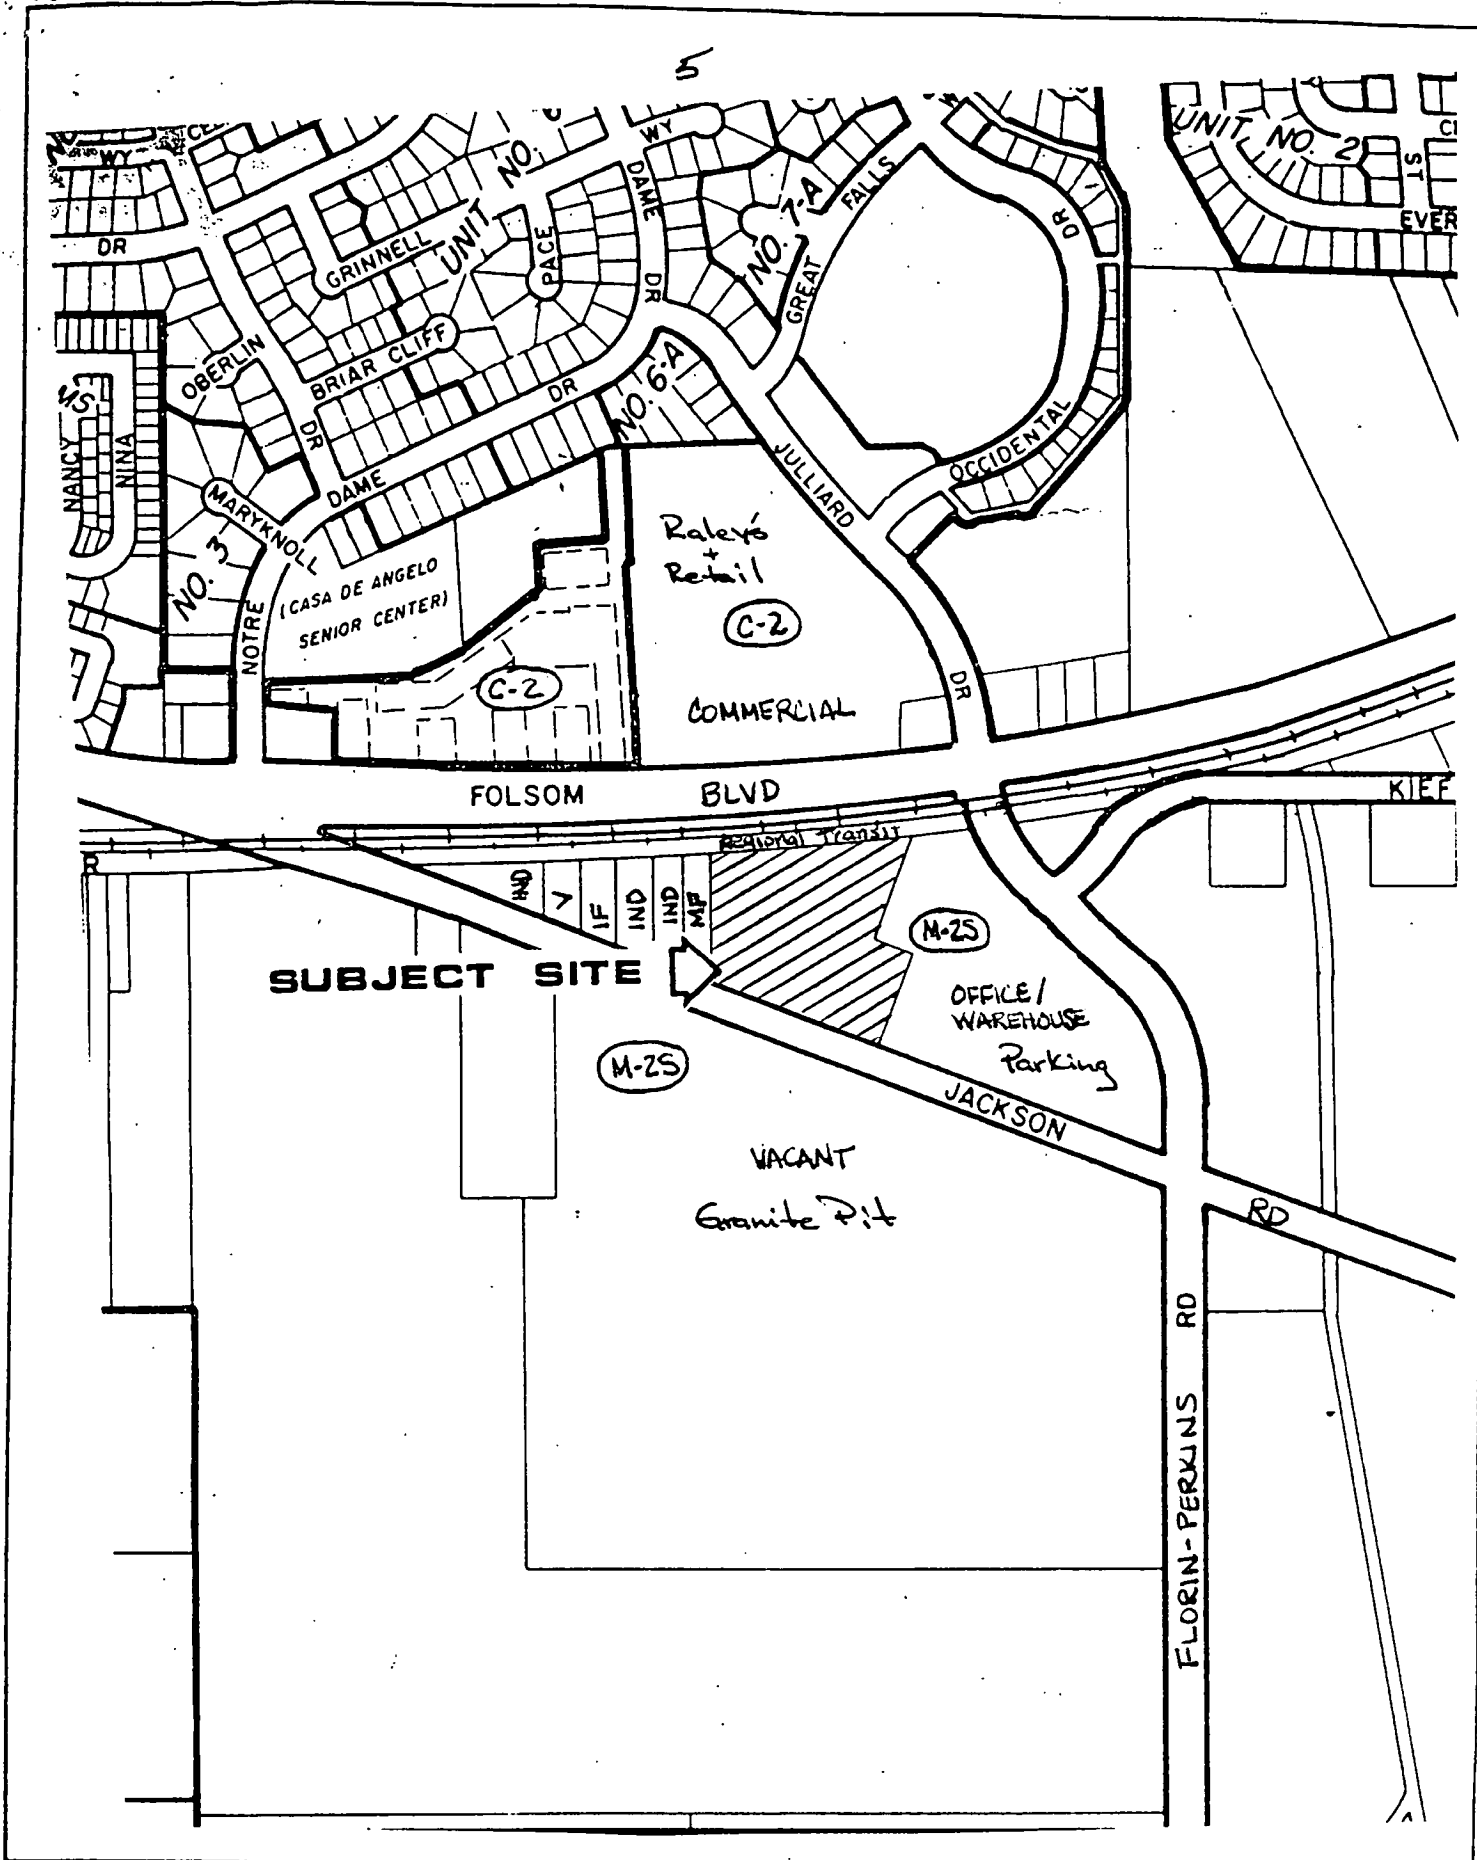 5
WY
DR
OBERLIN
DR
GRINNELL
BRIAR CLIFF
UNIT NO.
PACE
WY
DAME
DR
NO. 7-A
GREAT FALLS
DR
OCCIDENTAL
UNIT NO. 2
ST
EVER
NANCY
NINA
MARYKNOLL
NO. 3
NOTRE
DAME
DR
NO. 6-A
JULLIARD
DR
(CASA DE ANGELO
SENIOR CENTER)
Raley's
+
Retail
C-2
C-2
COMMERCIAL
FOLSOM BLVD
KIEF
Regional Transit
R
IND
V
IF
IND
IND
MF
M-2S
SUBJECT SITE
OFFICE/
WAREHOUSE
Parking
M-2S
JACKSON
RD
VACANT
Granite Pit
FLORIN-PERKINS RD